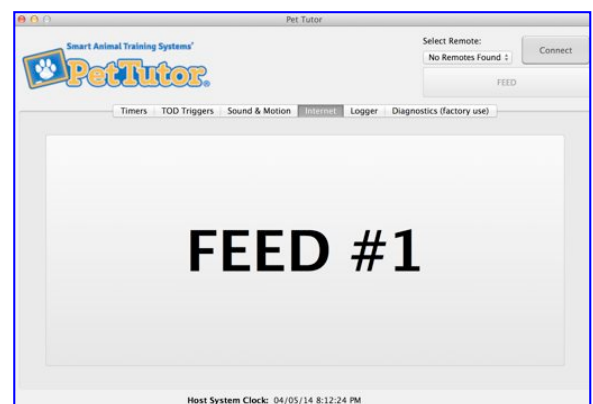 Pet Tutor
Smart Animal Training Systems'
PetTutor®
Select Remote:
No Remotes Found
Connect
FEED
Timers TOD Triggers Sound & Motion Internet Logger Diagnostics (factory use)
FEED #1
Host System Clock: 04/05/14 8:12:24 PM